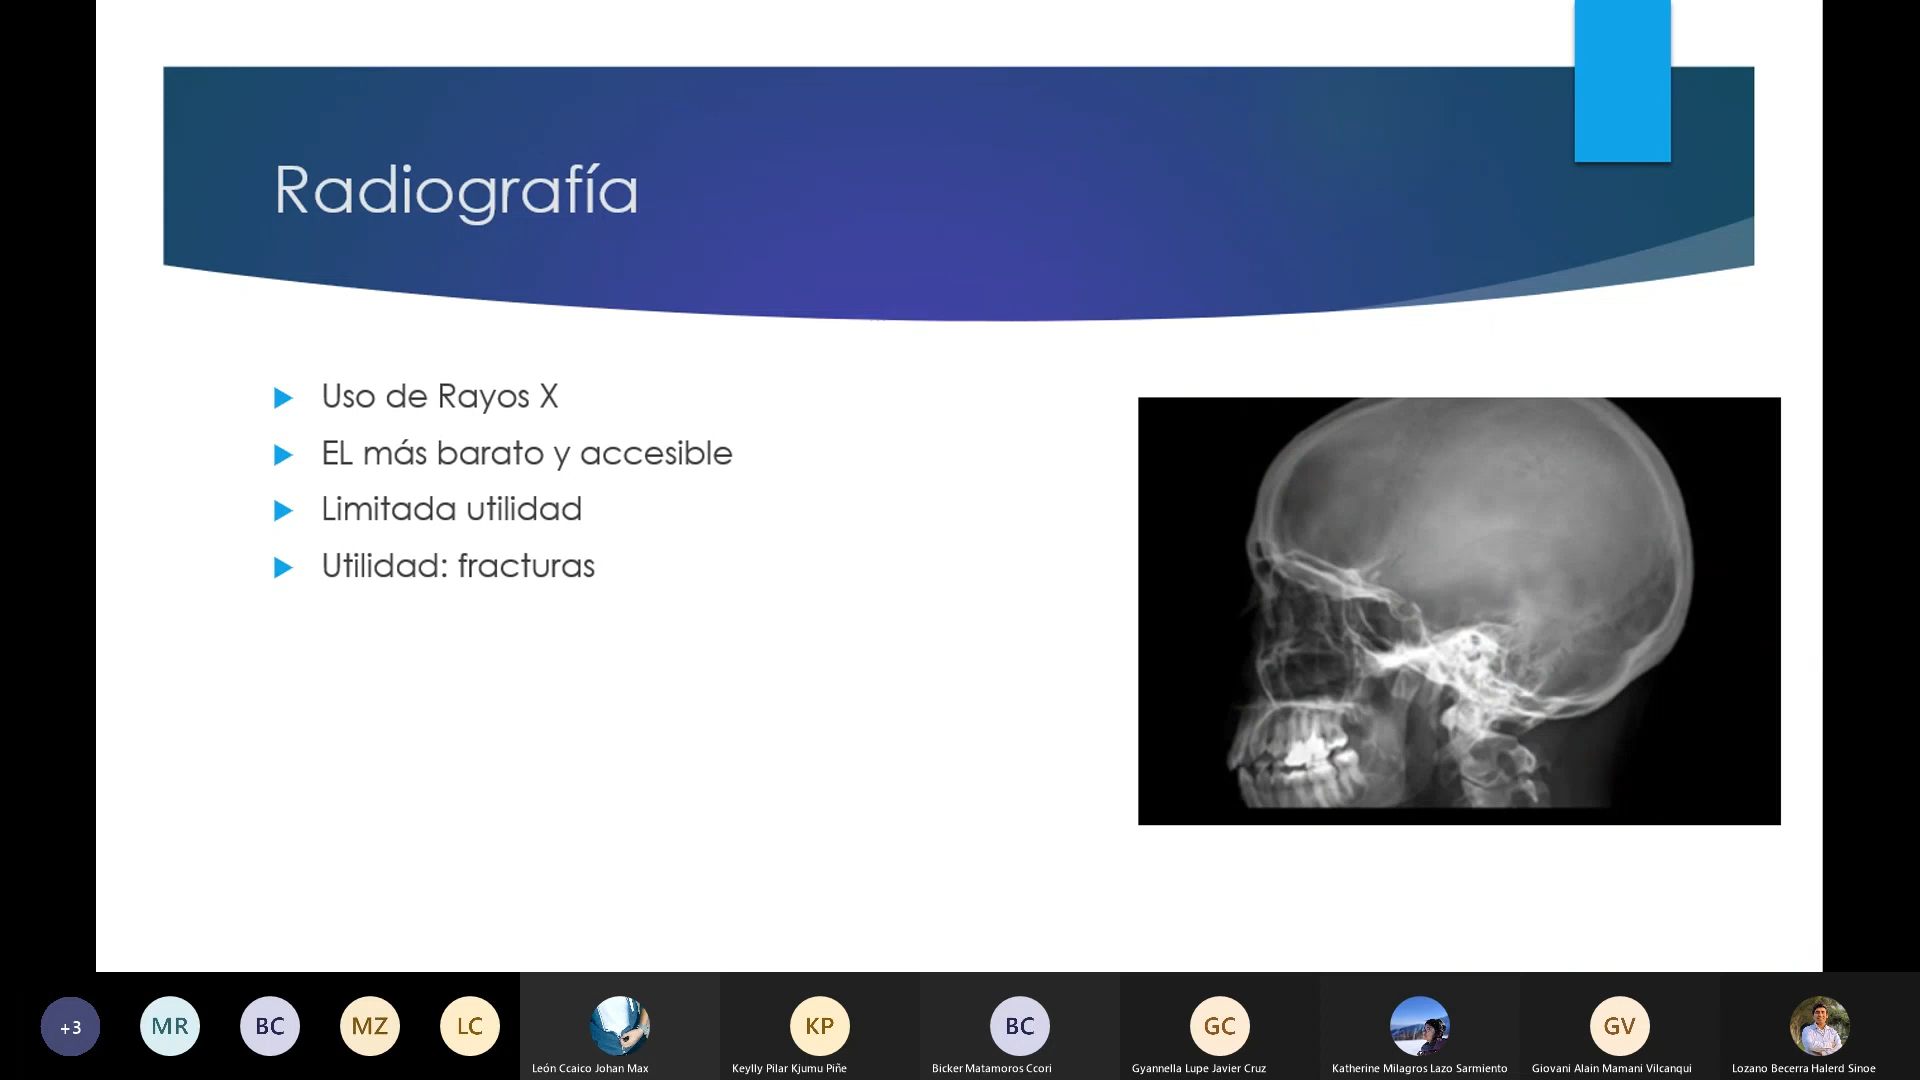 Radiografía
Uso de Rayos X
EL más barato y accesible
Limitada utilidad
Utilidad: fracturas
+3
MR
BC
MZ
LC
León Ccaico Johan Max
KP
Keylly Pilar Kjumu Piñe
BC
Bicker Matamoros Ccori
GC
Gyannella Lupe Javier Cruz
Katherine Milagros Lazo Sarmiento
GV
Giovani Alain Mamani Vilcanqui
Lozano Becerra Halerd Sinoe